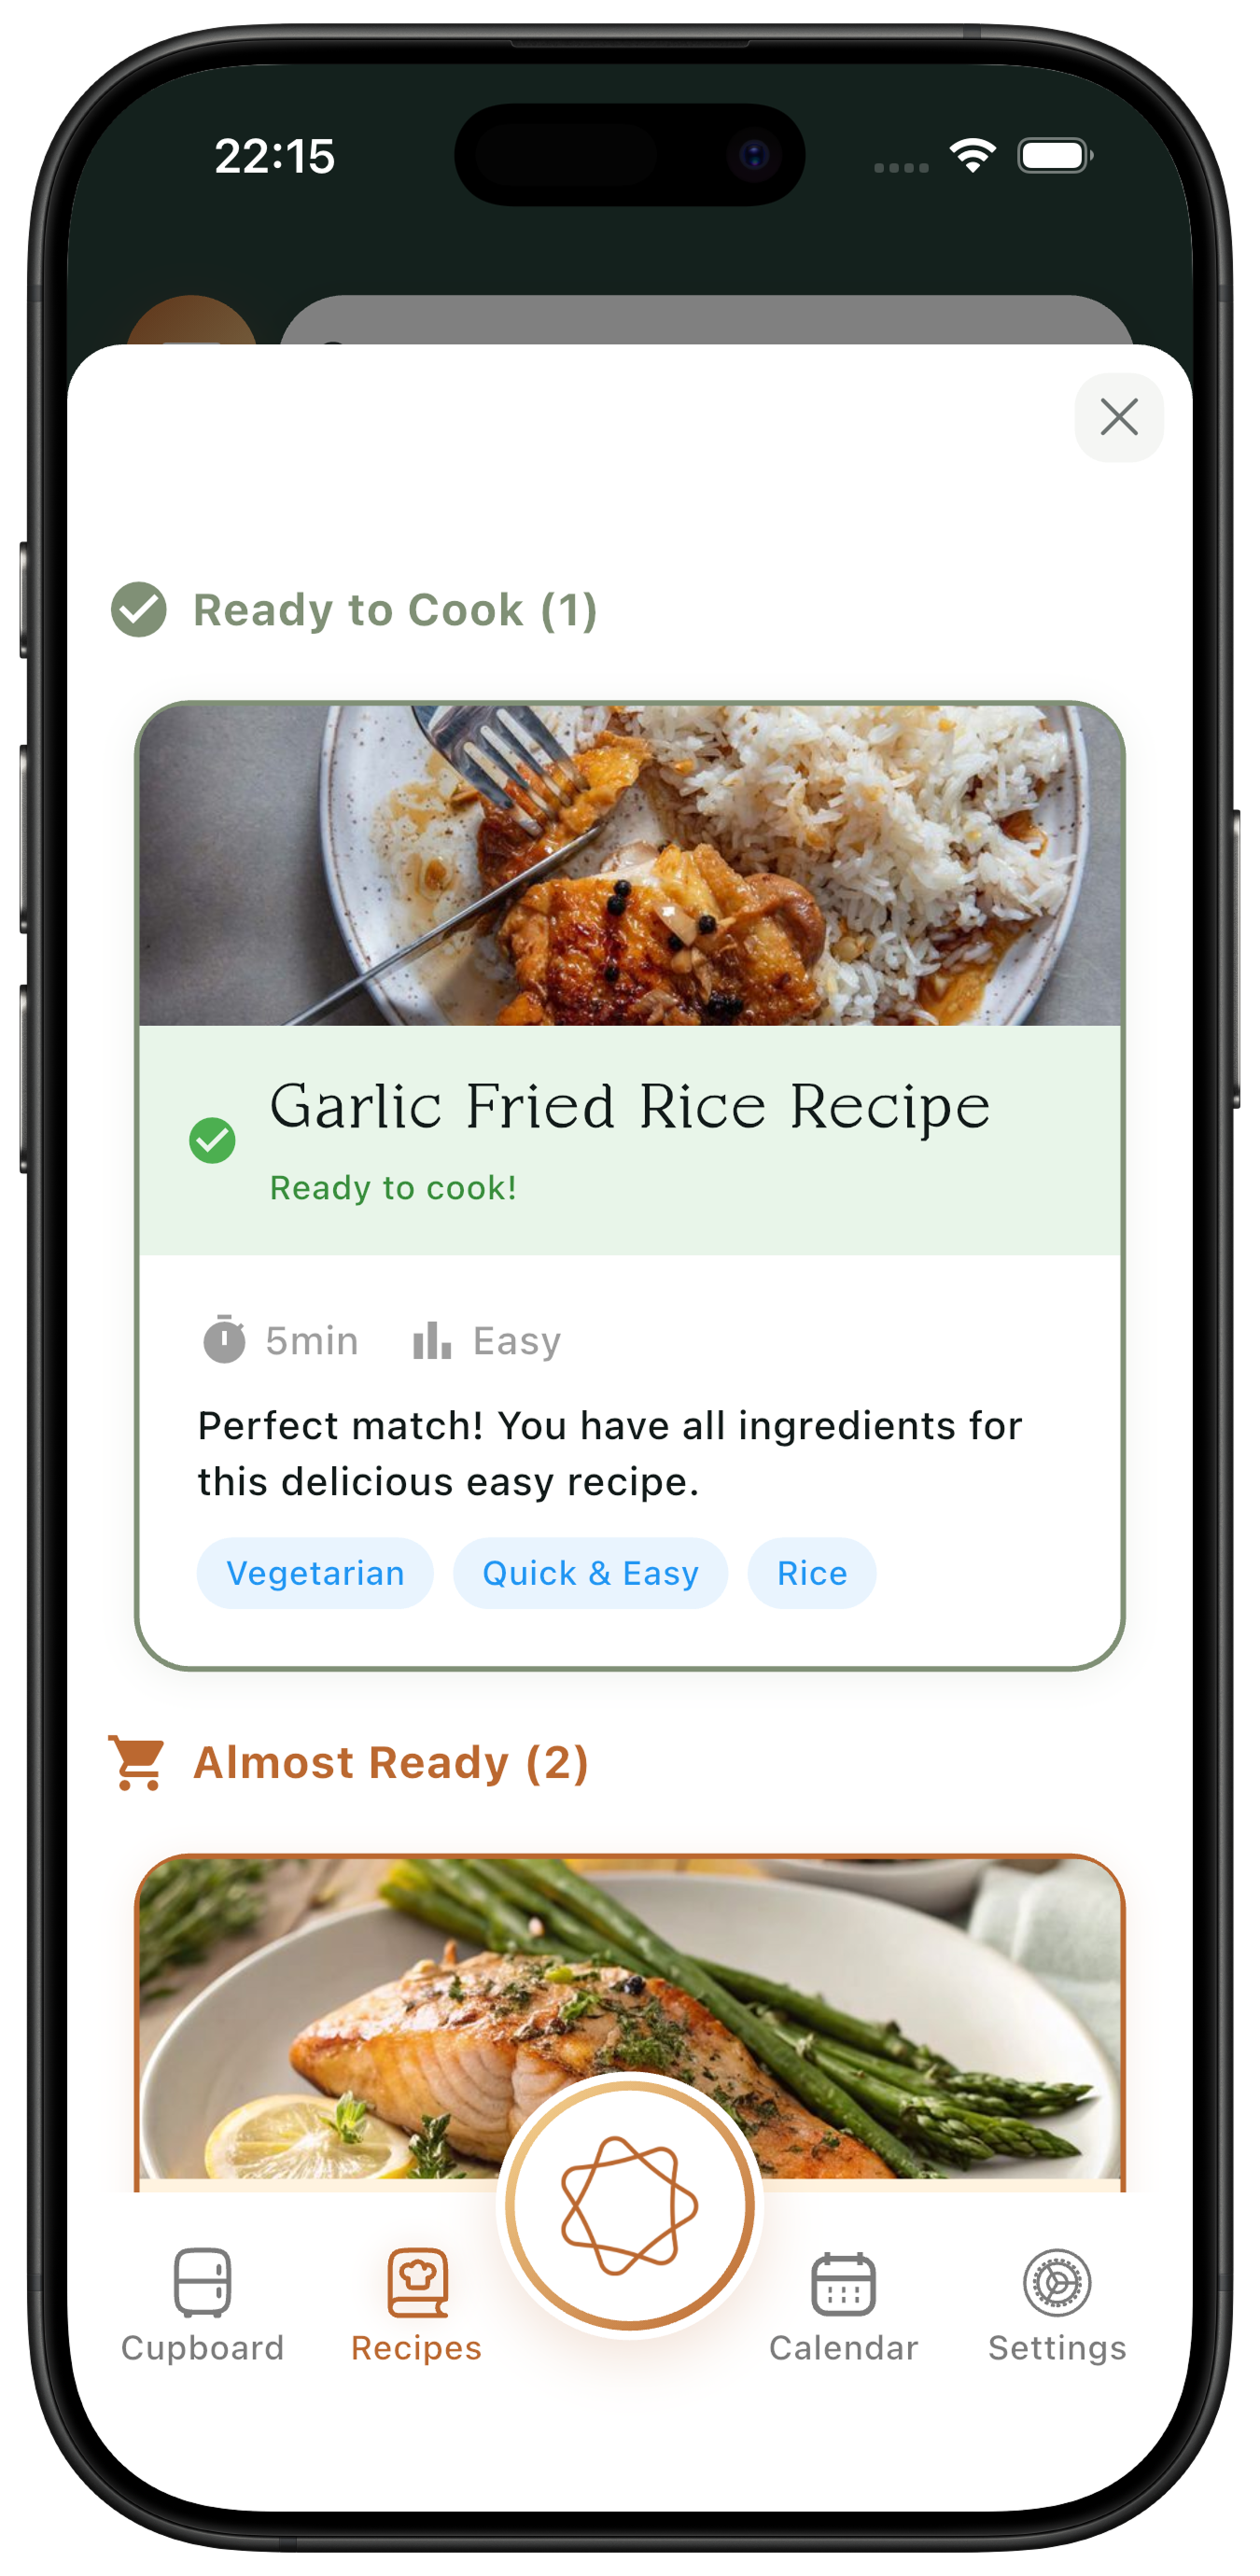 22:15
Ready to Cook (1)
Garlic Fried Rice Recipe
Ready to cook!
5min Easy
Perfect match! You have all ingredients for
this delicious easy recipe.
Vegetarian Quick & Easy Rice
Almost Ready (2)
Cupboard Recipes Calendar Settings